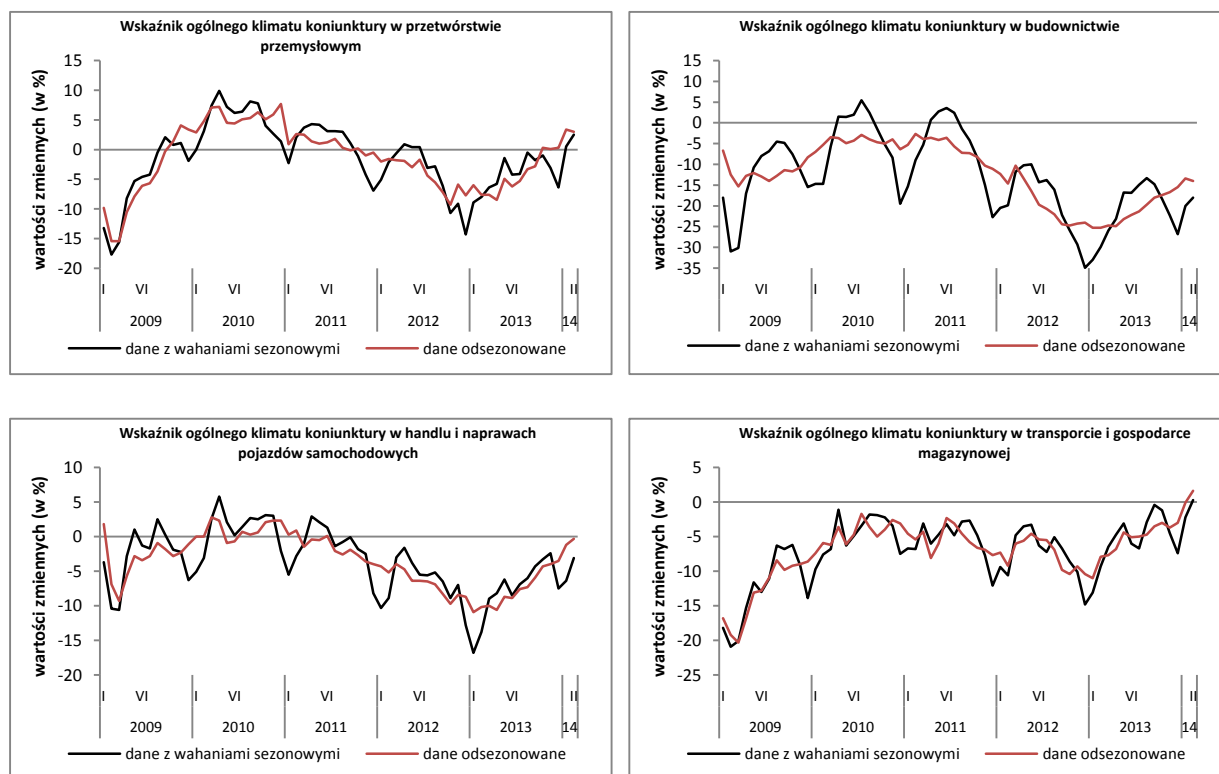 Wskaźnik ogólnego klimatu koniunktury w przetwórstwie
przemysłowym
wartości zmiennych (w %)
15
10
5
0
-5
-10
-15
-20
I VI I VI I VI I VI I VI II
2009 2010 2011 2012 2013 14
dane z wahaniami sezonowymi dane odsezonowane
Wskaźnik ogólnego klimatu koniunktury w budownictwie
wartości zmiennych (w %)
15
10
5
0
-5
-10
-15
-20
-25
-30
-35
I VI I VI I VI I VI I VI II
2009 2010 2011 2012 2013 14
dane z wahaniami sezonowymi dane odsezonowane
Wskaźnik ogólnego klimatu koniunktury w handlu i naprawach
pojazdów samochodowych
wartości zmiennych (w %)
10
5
0
-5
-10
-15
-20
I VI I VI I VI I VI I VI II
2009 2010 2011 2012 2013 14
dane z wahaniami sezonowymi dane odsezonowane
Wskaźnik ogólnego klimatu koniunktury w transporcie i gospodarce
magazynowej
wartości zmiennych (w %)
5
0
-5
-10
-15
-20
-25
I VI I VI I VI I VI I VI II
2009 2010 2011 2012 2013 14
dane z wahaniami sezonowymi dane odsezonowane